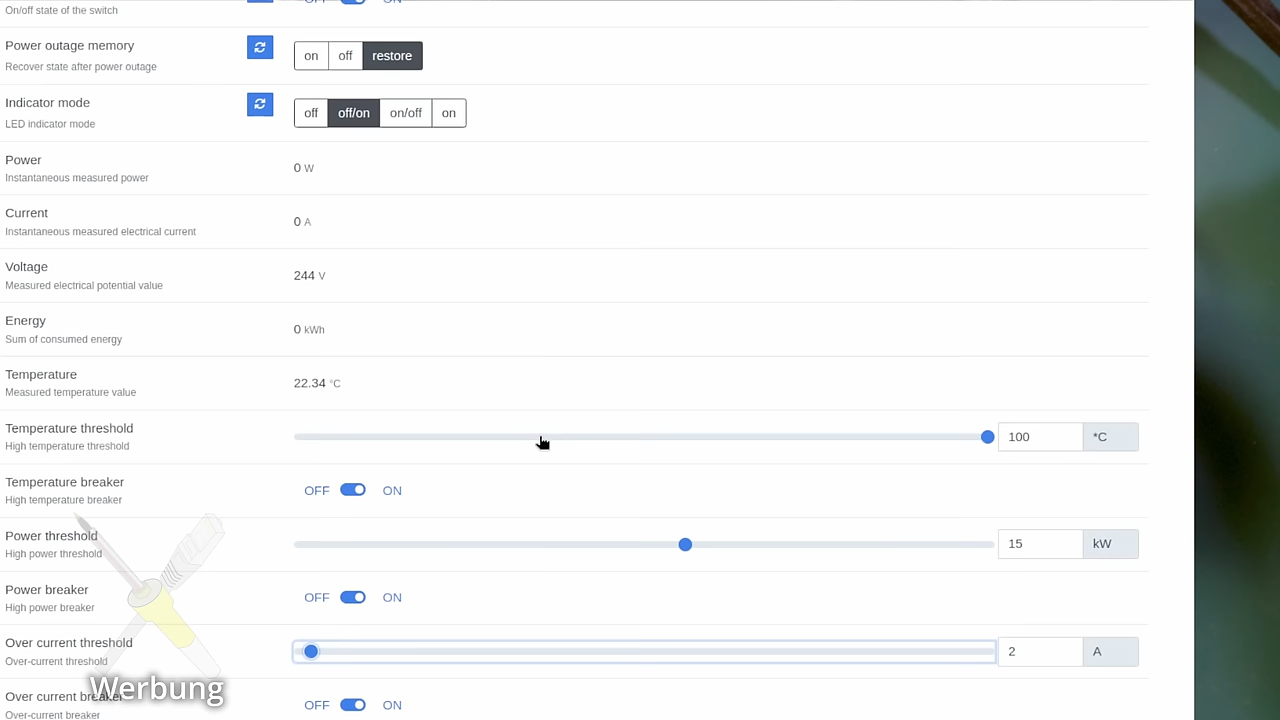 On/off state of the switch
OFF ON
Power outage memory
Recover state after power outage
on off restore
Indicator mode
LED indicator mode
off off/on on/off on
Power
Instantaneous measured power
0 W
Current
Instantaneous measured electrical current
0 A
Voltage
Measured electrical potential value
244 V
Energy
Sum of consumed energy
0 kWh
Temperature
Measured temperature value
22.34 °C
Temperature threshold
High temperature threshold
100 *C
Temperature breaker
High temperature breaker
OFF ON
Power threshold
High power threshold
15 kW
Power breaker
High power breaker
OFF ON
Over current threshold
Over-current threshold
2 A
Over current breaker
Over-current breaker
OFF ON
Werbung